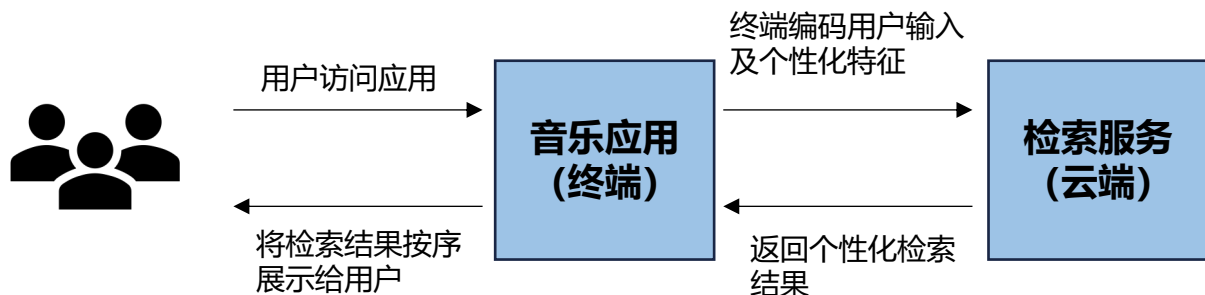 终端编码用户输入
及个性化特征
用户访问应用
音乐应用
（终端）
检索服务
（云端）
将检索结果按序
展示给用户
返回个性化检索
结果